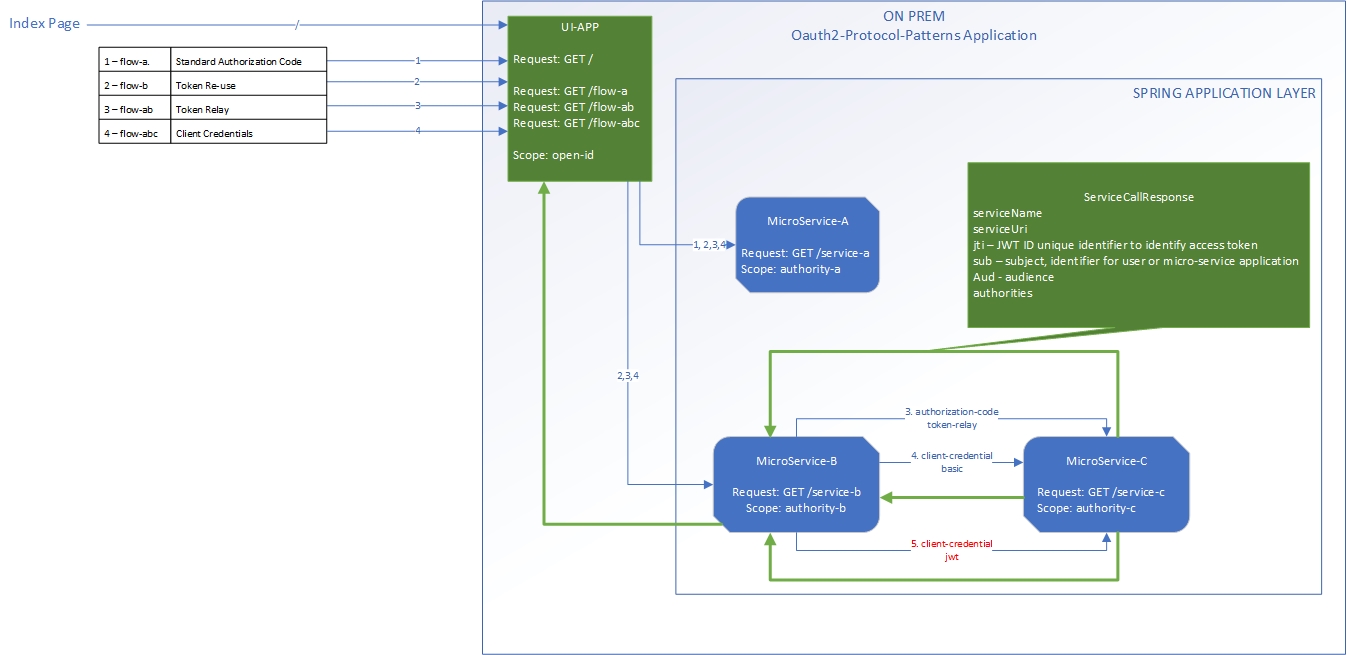 Index Page
/
1 – flow-a. Standard Authorization Code
2 – flow-b Token Re-use
3 – flow-ab Token Relay
4 – flow-abc Client Credentials
1
2
3
4
ON PREM
Oauth2-Protocol-Patterns Application
UI-APP
Request: GET /
Request: GET /flow-a
Request: GET /flow-ab
Request: GET /flow-abc
Scope: open-id
SPRING APPLICATION LAYER
1, 2,3,4
MicroService-A
Request: GET /service-a
Scope: authority-a
ServiceCallResponse
serviceName
serviceUri
jti – JWT ID unique identifier to identify access token
sub – subject, identifier for user or micro-service application
Aud - audience
authorities
2,3,4
3. authorization-code
token-relay
MicroService-B
Request: GET /service-b
Scope: authority-b
4. client-credential
basic
MicroService-C
Request: GET /service-c
Scope: authority-c
5. client-credential
jwt